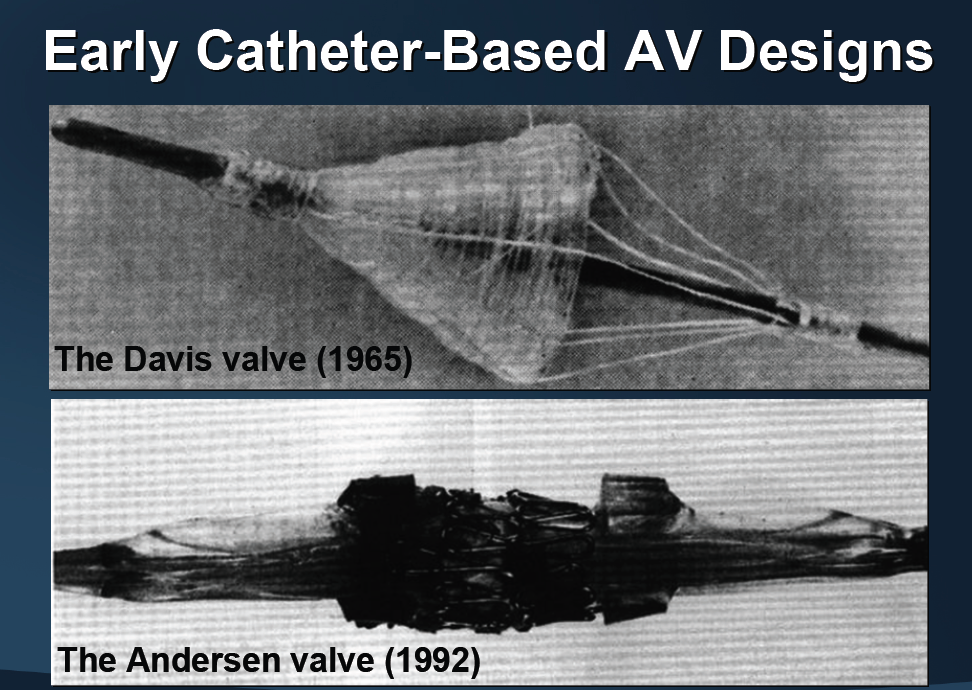 Early Catheter-Based AV Designs
The Davis valve (1965)
The Andersen valve (1992)